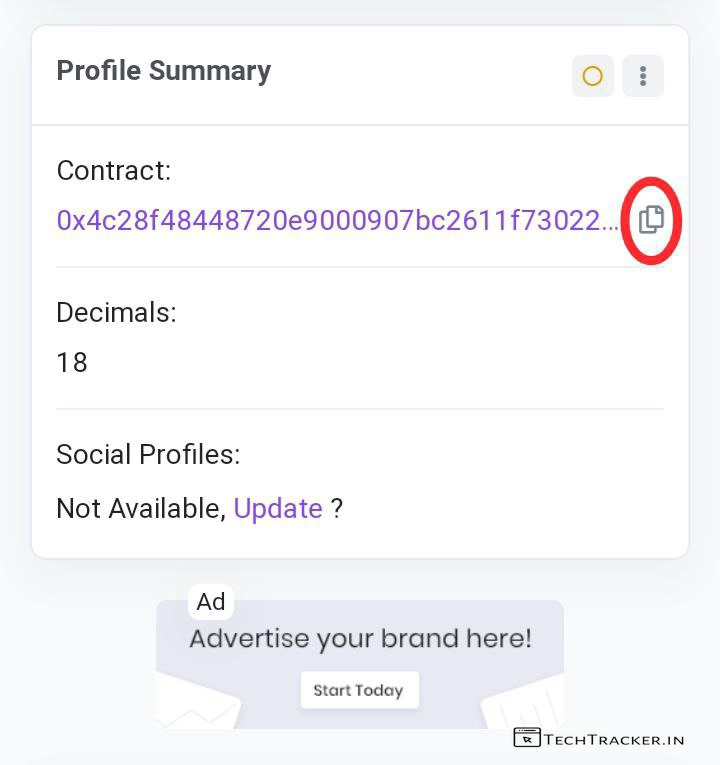 Profile Summary
Contract:
0x4c28f48448720e9000907bc2611f73022...
Decimals:
18
Social Profiles:
Not Available, Update ?
Ad
Advertise your brand here!
Start Today
TECHTRACKER.IN